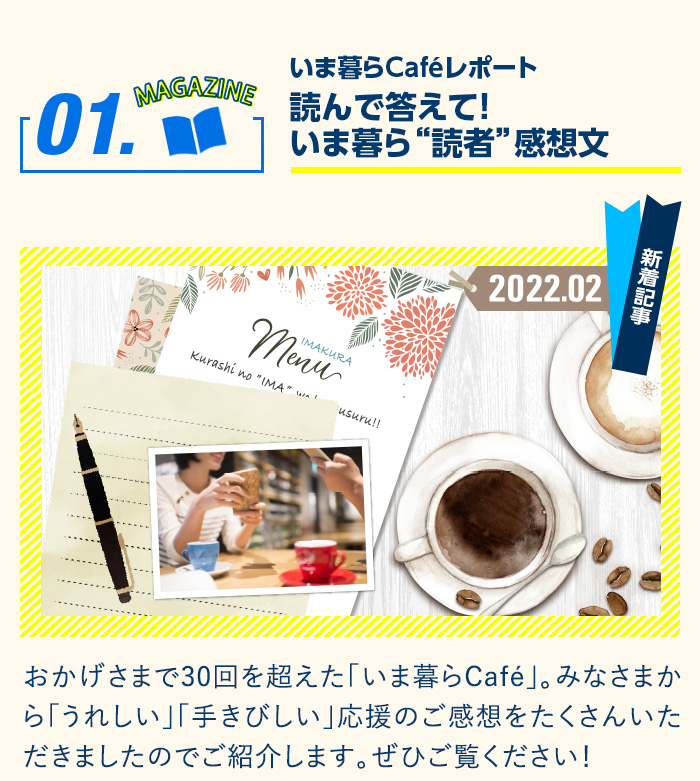 01.
MAGAZINE
いま暮らCaféレポート
読んで答えて!
いま暮ら“読者”感想文
新着記事
2022.02
IMAKURA
Menu
Kurashi no "IMA"
usuru!!
おかげさまで30回を超えた「いま暮らCafé」。みなさまか
ら「うれしい」「手きびしい」応援のご感想をたくさんいた
だきましたのでご紹介します。ぜひご覧ください!